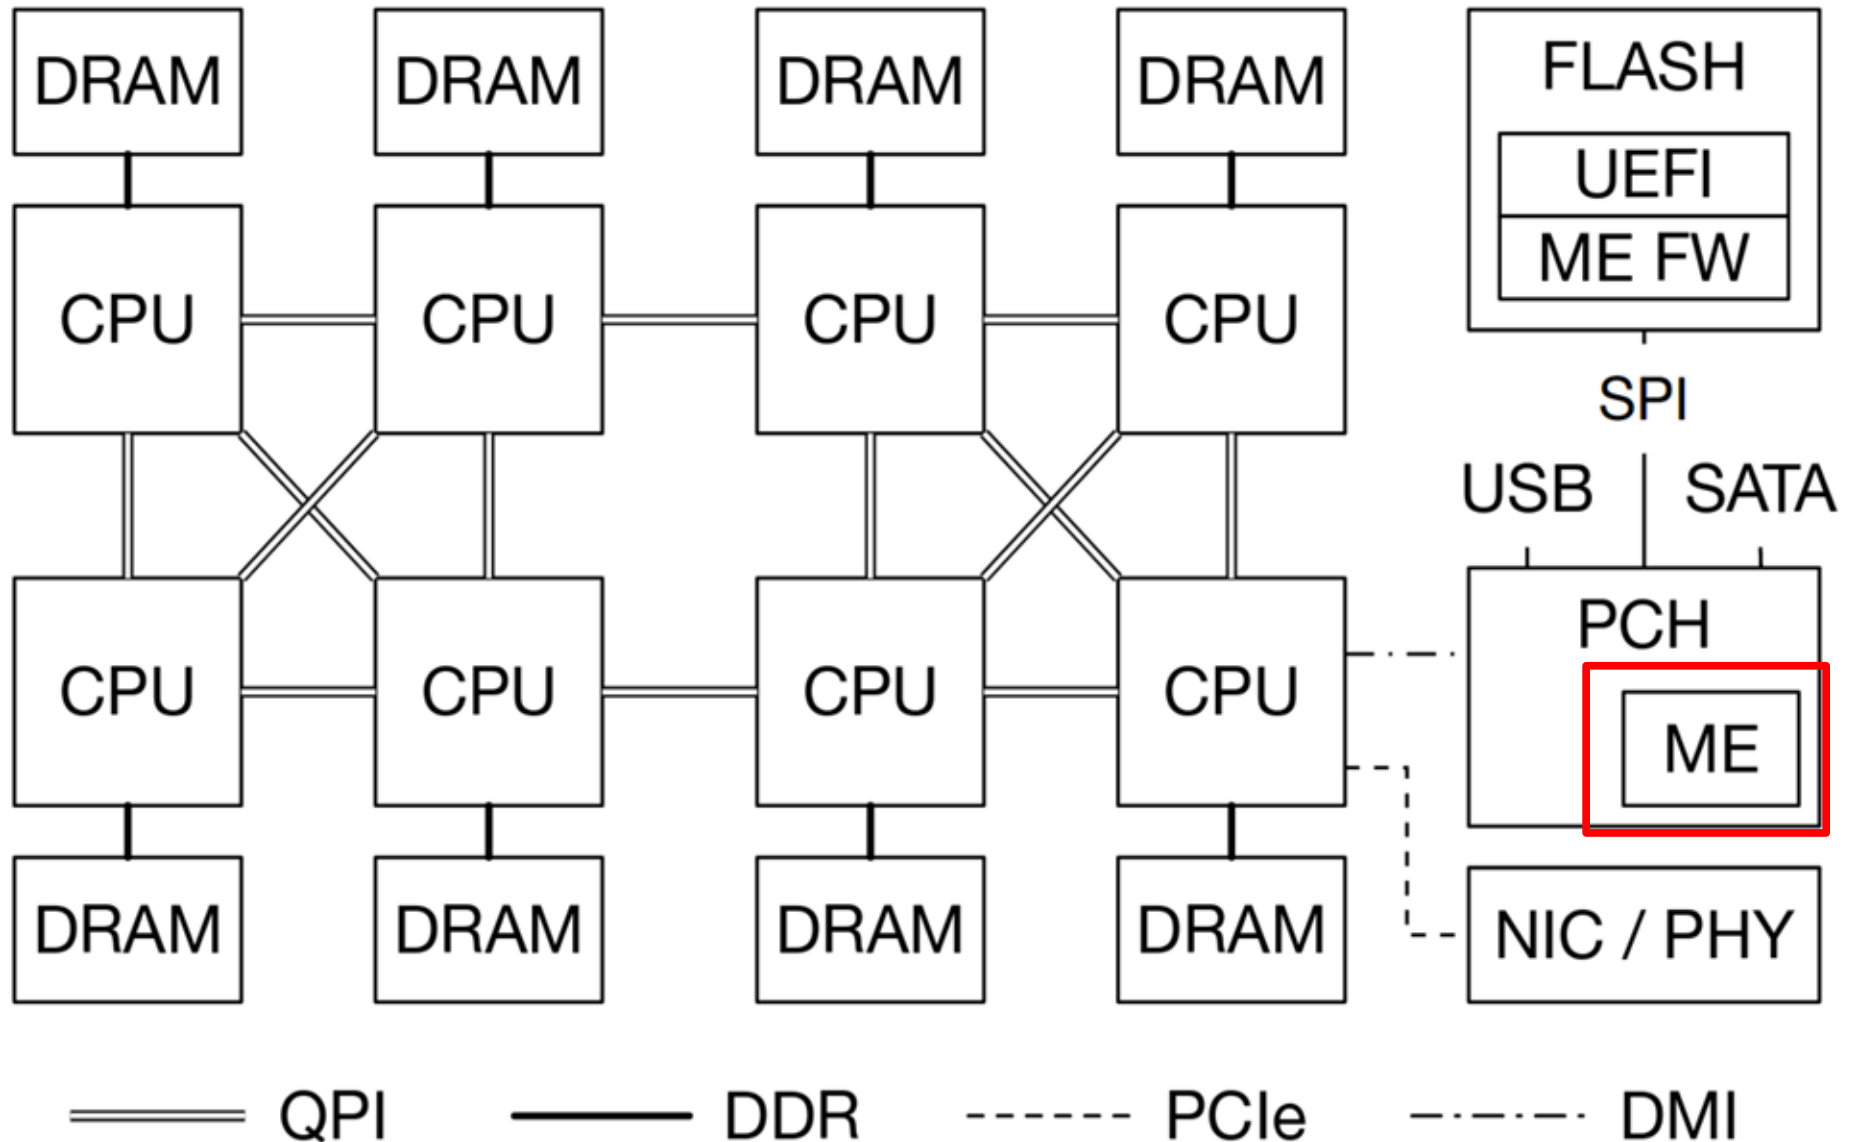 DRAM DRAM DRAM DRAM FLASH
UEFI
ME FW
CPU CPU CPU CPU
SPI
USB SATA
PCH
CPU CPU CPU CPU
ME
DRAM DRAM DRAM DRAM NIC / PHY
QPI DDR PCIe DMI